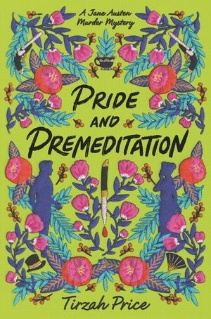 A Jane Austen
Murder Mystery
PRIDE
AND
PREMEDITATION
Tirzah Price